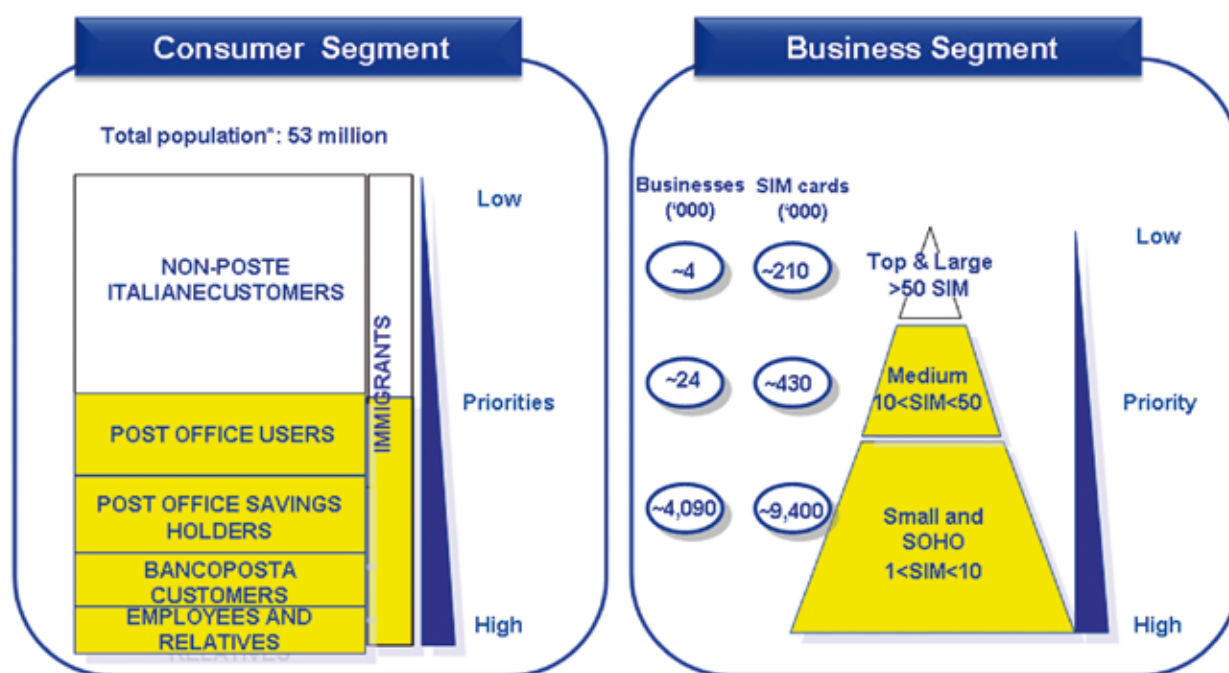 Consumer Segment
Total population*: 53 million
NON-POSTE
ITALIANECUSTOMERS
POST OFFICE USERS
POST OFFICE SAVINGS
HOLDERS
BANCOPOSTA
CUSTOMERS
EMPLOYEES AND
RELATIVES
IMMIGRANTS
Low
Priorities
High
Business Segment
Businesses
('000)
SIM cards
('000)
~4
~210
Top & Large
>50 SIM
~24
~430
Medium
10<SIM<50
~4,090
~9,400
Small and
SOHO
1<SIM<10
Low
Priority
High